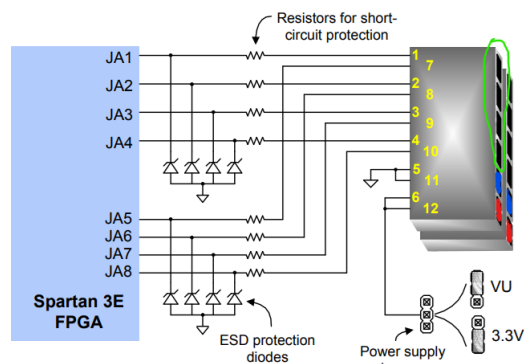 Resistors for short-
circuit protection
JA1
JA2
JA3
JA4
JA5
JA6
JA7
JA8
Spartan 3E
FPGA
1
7
2
8
3
9
4
10
5
11
6
12
ESD protection
diodes
Power supply
VU
3.3V